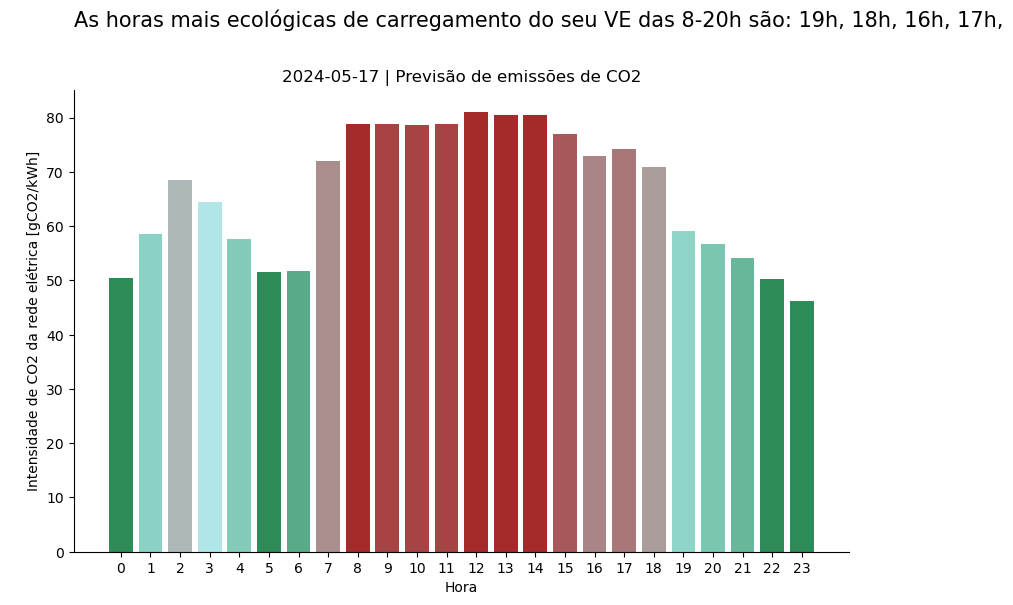 As horas mais ecológicas de carregamento do seu VE das 8-20h são: 19h, 18h, 16h, 17h,
2024-05-17 | Previsão de emissões de CO2
Intensidade de CO2 da rede elétrica [gCO2/kWh]
80
70
60
50
40
30
20
10
0
0 1 2 3 4 5 6 7 8 9 10 11 12 13 14 15 16 17 18 19 20 21 22 23
Hora